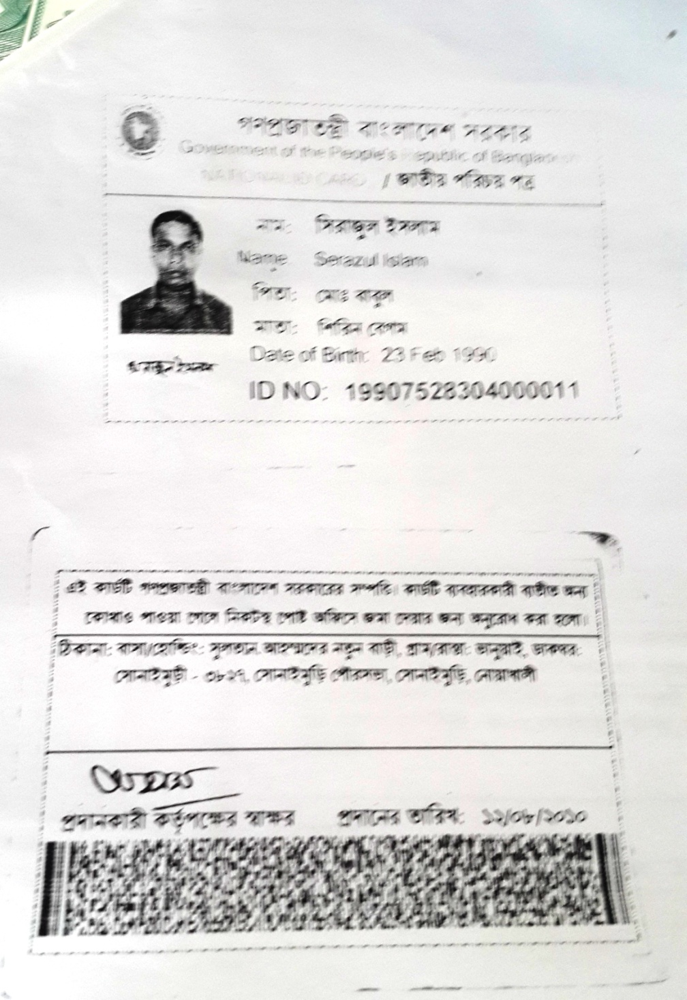 গণপ্রজাতন্ত্রী বাংলাদেশ সরকার
Government of the People's Republic of Bangladesh
NATIONAL ID CARD / জাতীয় পরিচয় পত্র
নাম: সিরাজুল ইসলাম
Name Serazul Islam
পিতা: মোঃ বাবুল
মাতা: শিরিন বেগম
Date of Birth: 23 Feb 1990
ID NO: 19907528304000011
এই কার্ডটি গণপ্রজাতন্ত্রী বাংলাদেশ সরকারের সম্পত্তি। কার্ডটি ব্যবহারকারী ব্যতীত অন্য
কোথাও পাওয়া গেলে নিকটস্থ পোষ্ট অফিসে জমা দেয়ার জন্য অনুরোধ করা হলো।
ঠিকানা: বাসা/হোল্ডিং: সুলতান আহম্মদের নতুন বাড়ী, গ্রাম/রাস্তা: ভানুয়াই, ডাকঘর:
সোনাইমুড়ী - ৩৮২৭, সোনাইমুড়ি পৌরসভা, সোনাইমুড়ি, নোয়াখালী
প্রদানকারী কর্তৃপক্ষের স্বাক্ষর প্রদানের তারিখ: ১২/০৮/২০১০